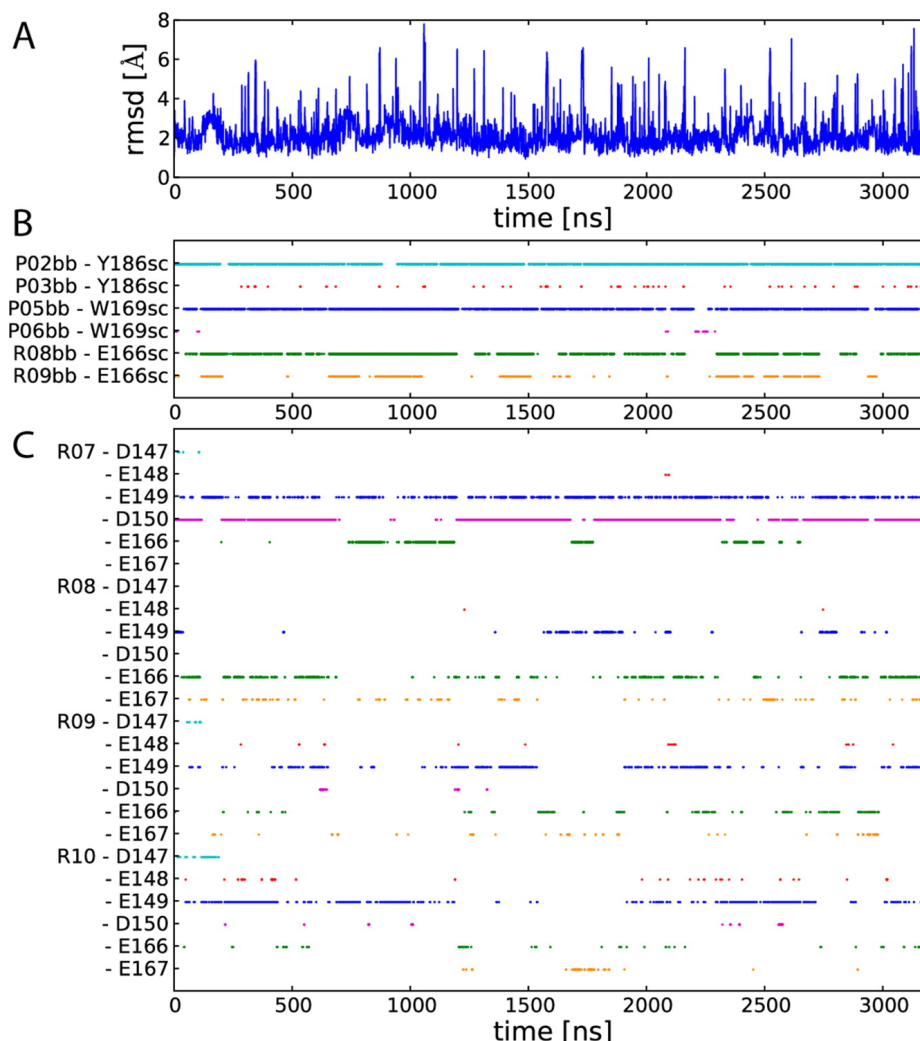 A
rmsd [Å]
8
6
4
2
0
0 500 1000 1500 2000 2500 3000
time [ns]
B
P02bb - Y186sc
P03bb - Y186sc
P05bb - W169sc
P06bb - W169sc
R08bb - E166sc
R09bb - E166sc
0 500 1000 1500 2000 2500 3000
C
R07 - D147
- E148
- E149
- D150
- E166
- E167
R08 - D147
- E148
- E149
- D150
- E166
- E167
R09 - D147
- E148
- E149
- D150
- E166
- E167
R10 - D147
- E148
- E149
- D150
- E166
- E167
0 500 1000 1500 2000 2500 3000
time [ns]